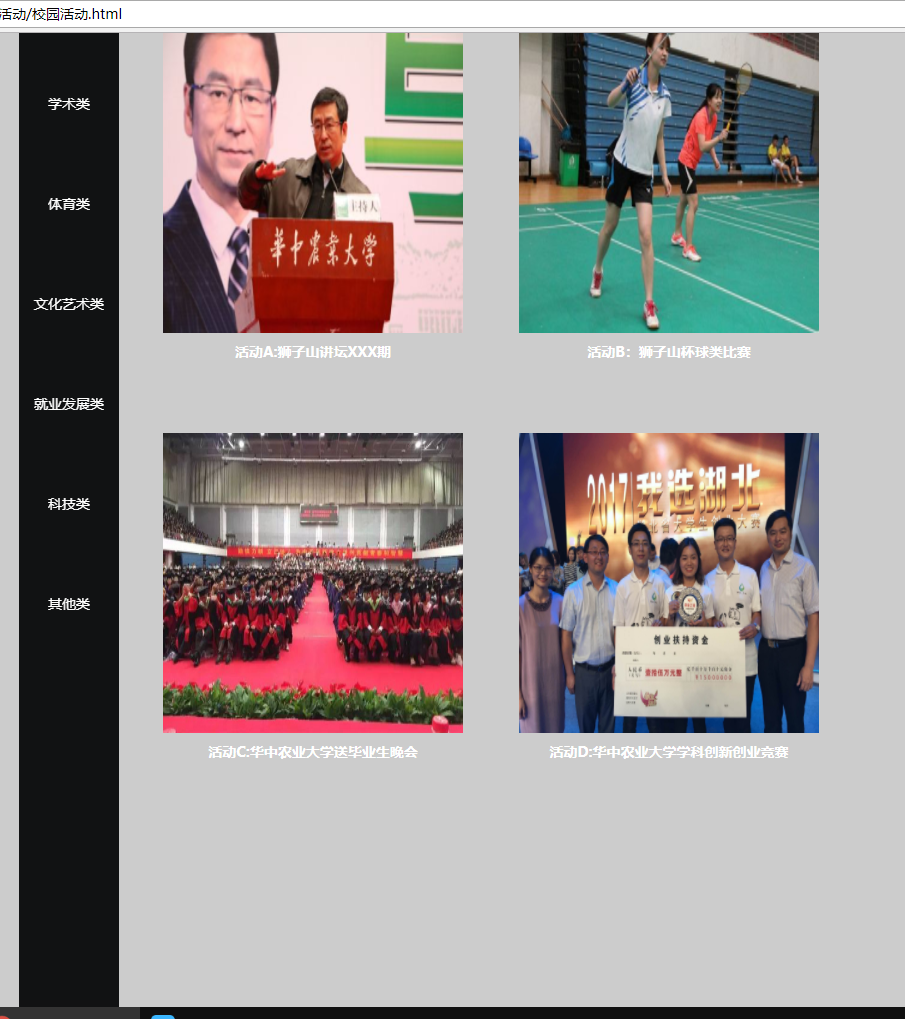 活动/校园活动.html
学术类
体育类
文化艺术类
就业发展类
科技类
其他类
主持人
华中农业大学
活动A:狮子山讲坛XXX期
活动B：狮子山杯球类比赛
2017我选湖北
创业扶持资金
活动C:华中农业大学送毕业生晚会
活动D:华中农业大学学科创新创业竞赛